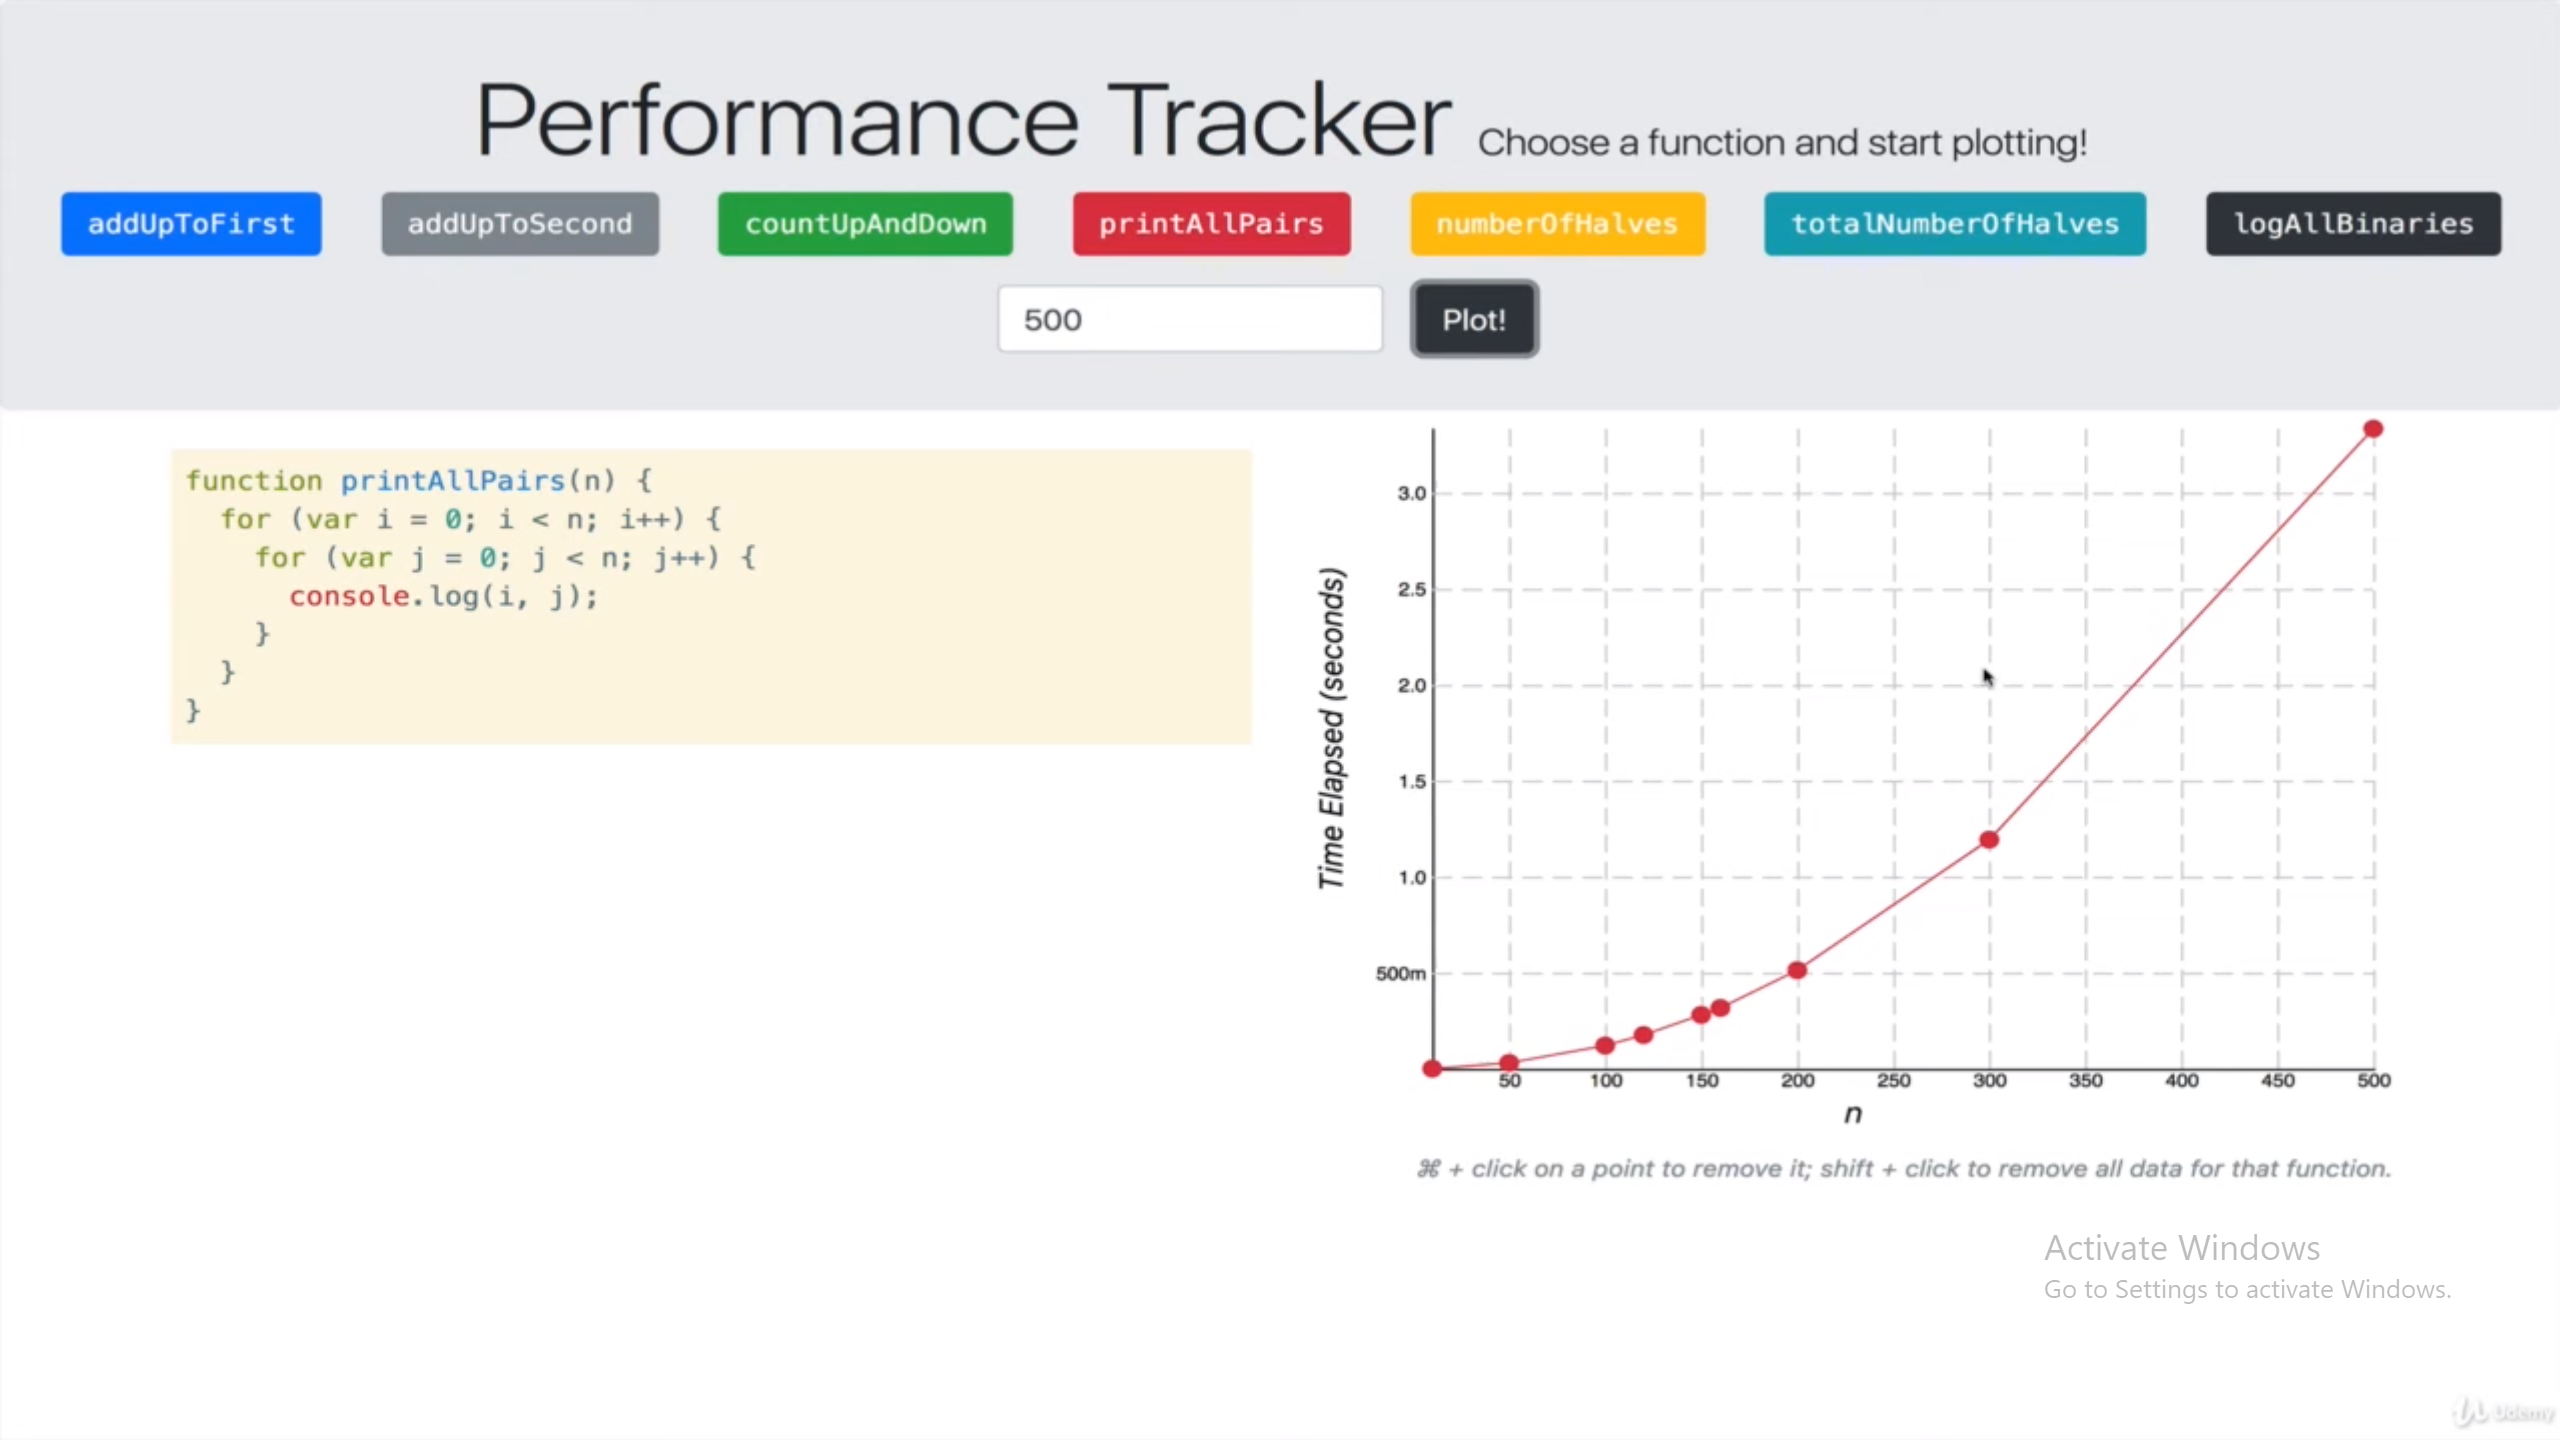 Performance Tracker Choose a function and start plotting!
addUpToFirst addUpToSecond countUpAndDown printAllPairs numberOfHalves totalNumberOfHalves logAllBinaries
500 Plot!
function printAllPairs(n) {
  for (var i = 0; i < n; i++) {
    for (var j = 0; j < n; j++) {
      console.log(i, j);
    }
  }
}
Time Elapsed (seconds)
3.0
2.5
2.0
1.5
1.0
500m
50 100 150 200 250 300 350 400 450 500
n
⌘ + click on a point to remove it; shift + click to remove all data for that function.
Activate Windows
Go to Settings to activate Windows.
Udemy